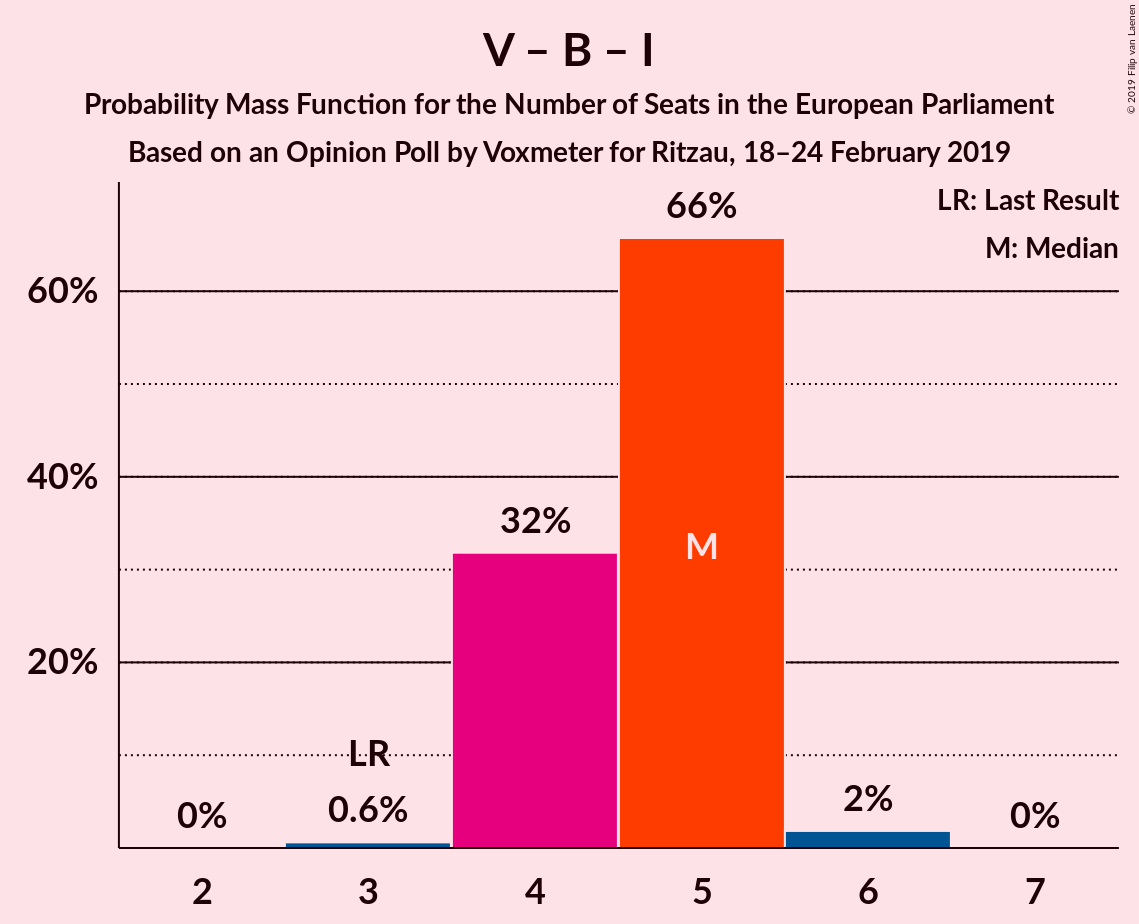 V – B – I
Probability Mass Function for the Number of Seats in the European Parliament
Based on an Opinion Poll by Voxmeter for Ritzau, 18–24 February 2019
© 2019 Filip van Laenen
LR: Last Result
M: Median
60%
40%
20%
0%
LR
0.6%
32%
66%
M
2%
0%
2 3 4 5 6 7